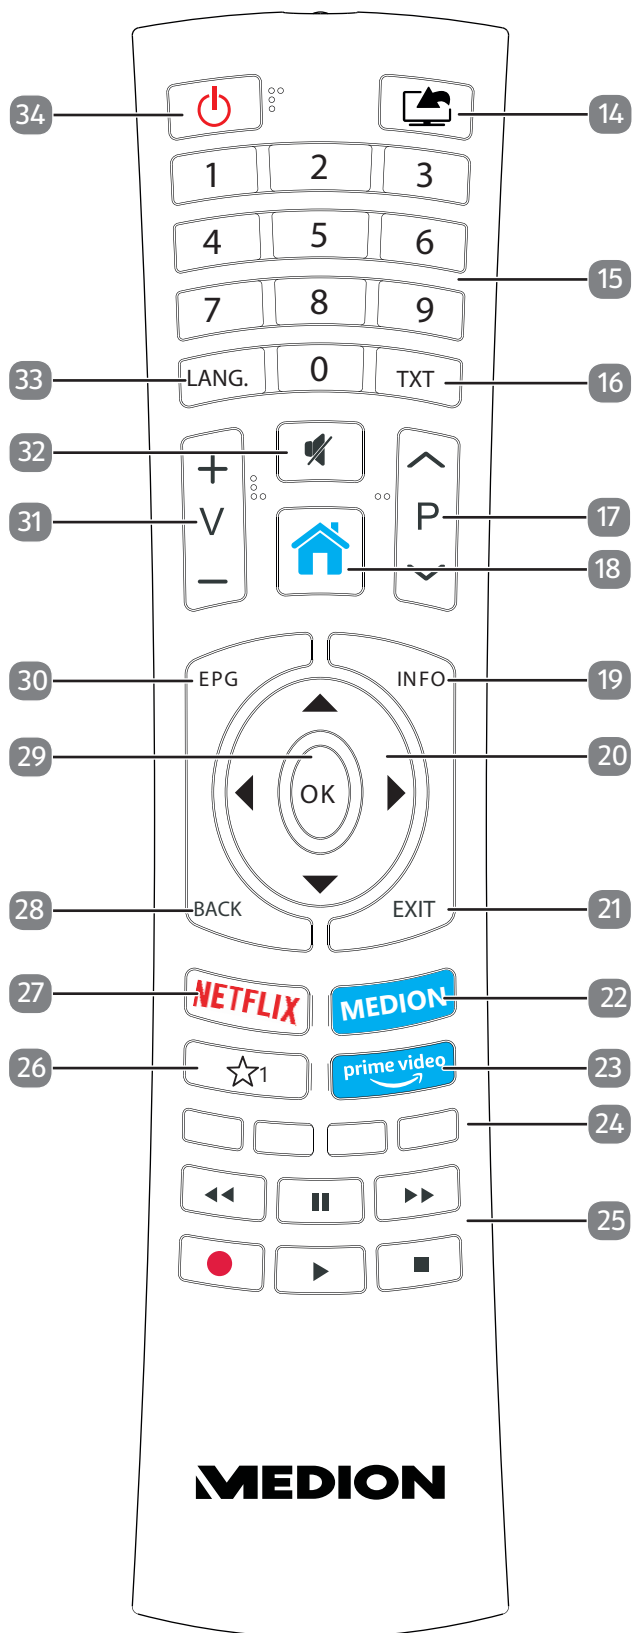 34 14
1 2 3
4 5 6
15
7 8 9
33 LANG. 0 TXT 16
32
+
31 V P 17
−
18
30 EPG INFO 19
29 20
OK
28 BACK EXIT 21
27 NETFLIX MEDION 22
26 1 prime video 23
24
25
MEDION